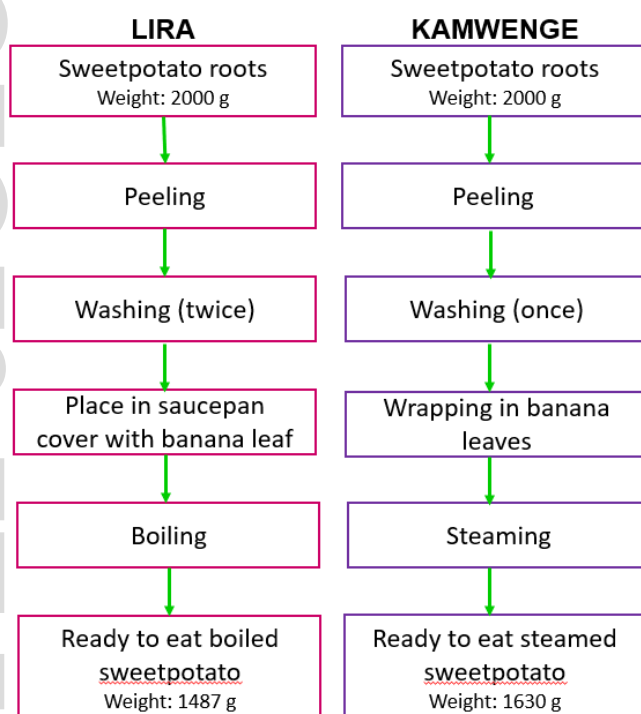 LIRA
Sweetpotato roots
Weight: 2000 g
Peeling
Washing (twice)
Place in saucepan
cover with banana leaf
Boiling
Ready to eat boiled
sweetpotato
Weight: 1487 g
KAMWENGE
Sweetpotato roots
Weight: 2000 g
Peeling
Washing (once)
Wrapping in banana
leaves
Steaming
Ready to eat steamed
sweetpotato
Weight: 1630 g